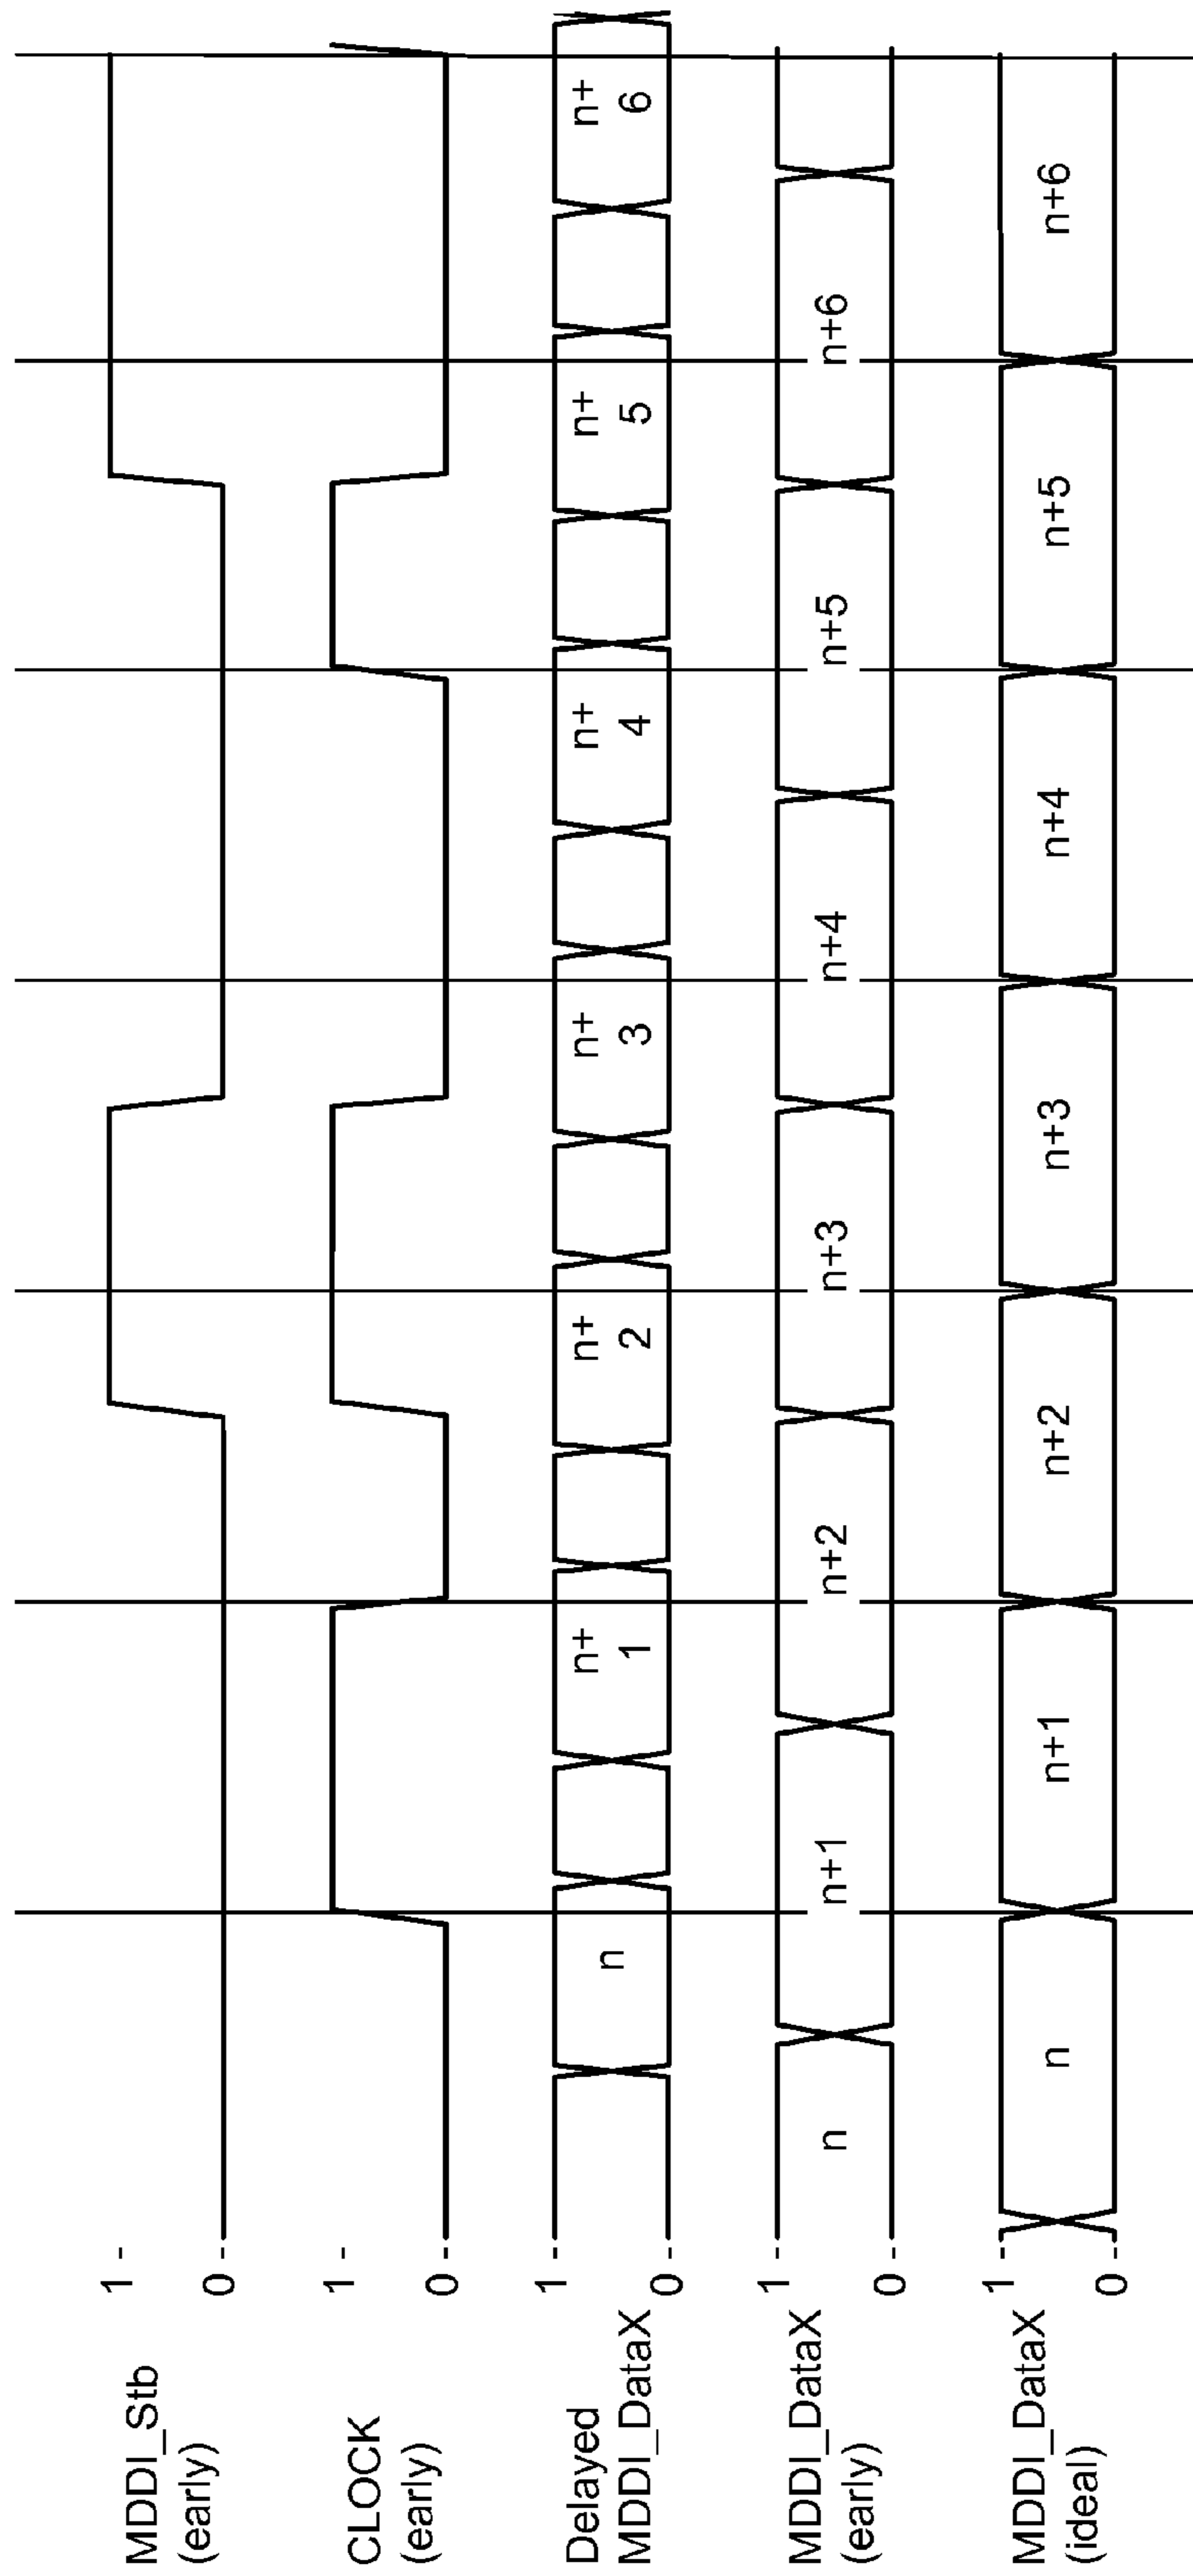 MDDI_Stb
(early)
1
0
CLOCK
(early)
1
0
Delayed
MDDI_DataX
1
0
n
n+
1
n+
2
n+
3
n+
4
n+
5
n+
6
MDDI_DataX
(early)
1
0
n
n+1
n+2
n+3
n+4
n+5
n+6
MDDI_DataX
(ideal)
1
0
n
n+1
n+2
n+3
n+4
n+5
n+6